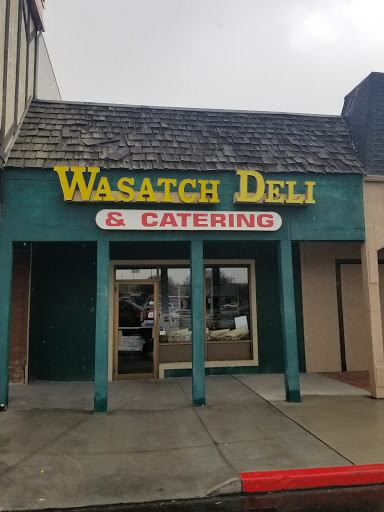 WASATCH DELI
& CATERING